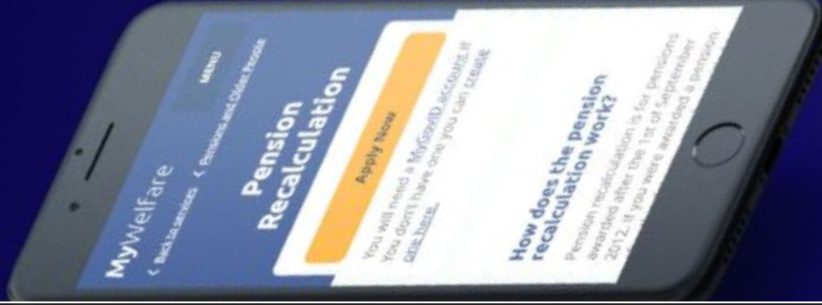 MyWelfare
MENU
< Back to services < Pensions and Older People
Pension
Recalculation
Apply Now
You will need a MyGovID account. If
You don't have one you can create
one here.
How does the pension
recalculation work?
Pension recalculation is for pensions
awarded after the 1st of September
2012. If you were awarded a pension